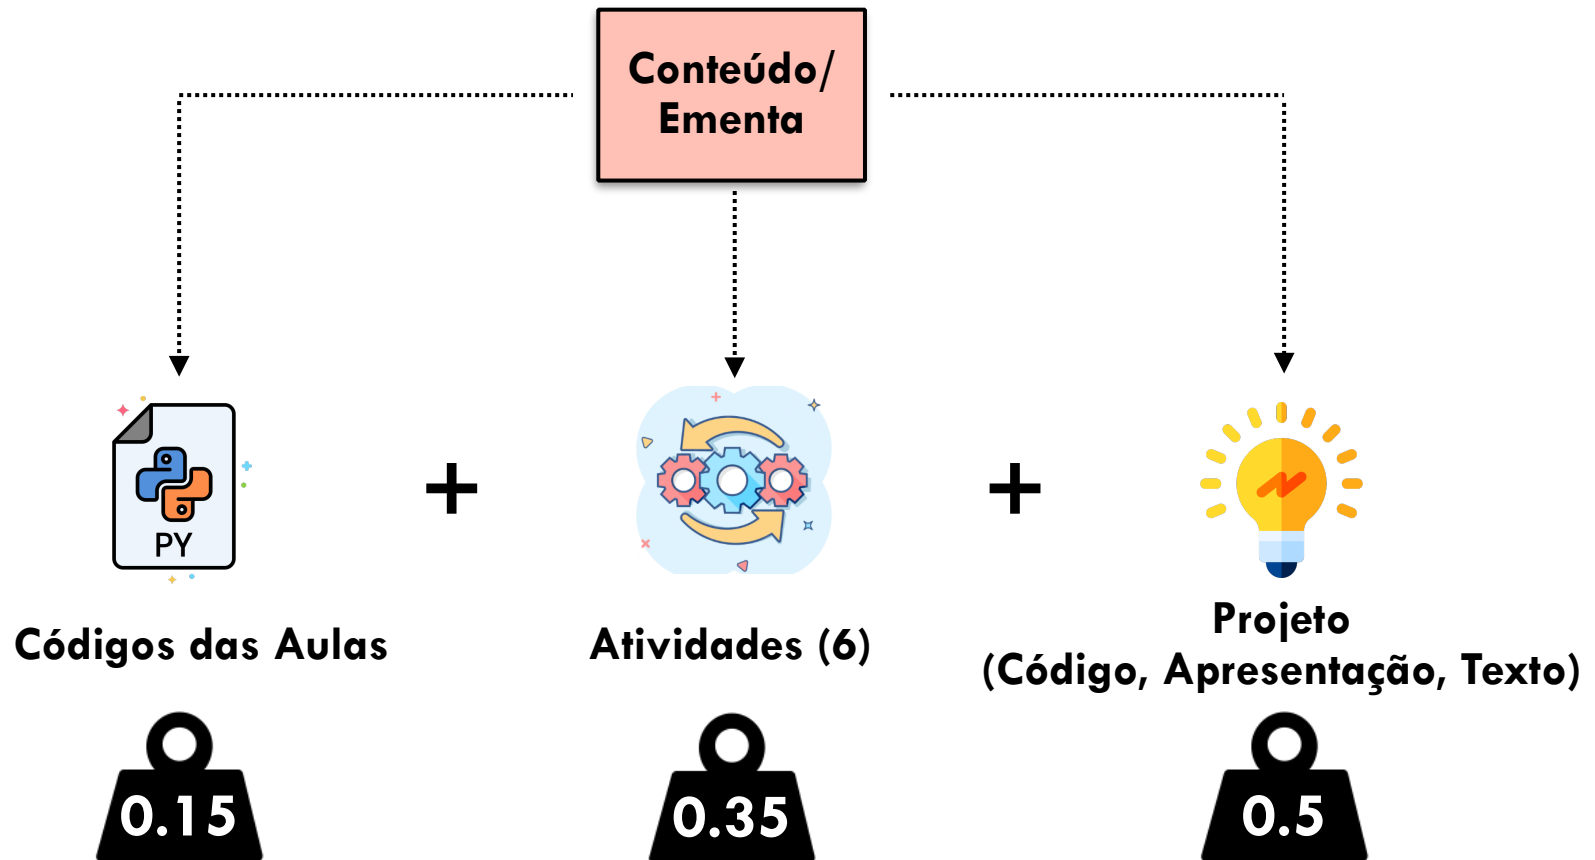 Conteúdo/
Ementa
PY
+
+
Códigos das Aulas
Atividades (6)
Projeto
(Código, Apresentação, Texto)
0.15
0.35
0.5